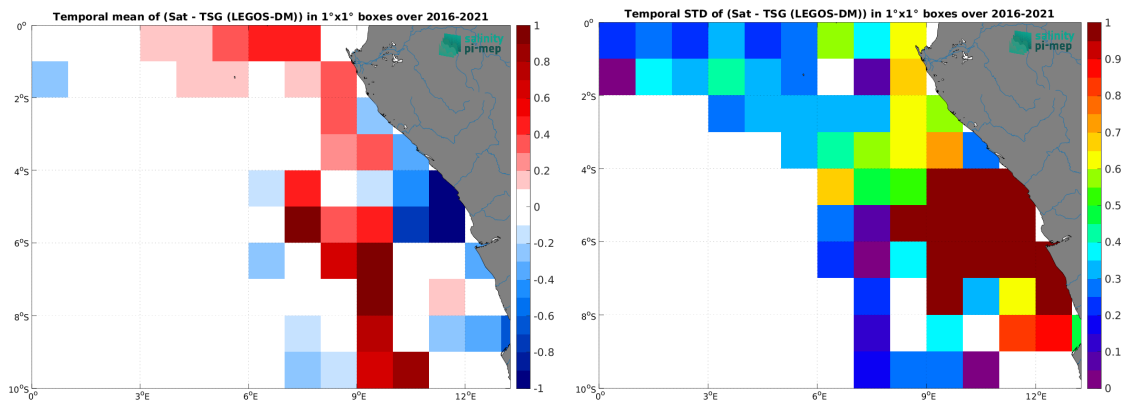 Temporal mean of (Sat - TSG (LEGOS-DM)) in 1°x1° boxes over 2016-2021
0°
2°S
4°S
6°S
8°S
10°S
0°
3°E
6°E
9°E
12°E
salinity
pi-mep
1
0.8
0.6
0.4
0.2
0
-0.2
-0.4
-0.6
-0.8
-1
Temporal STD of (Sat - TSG (LEGOS-DM)) in 1°x1° boxes over 2016-2021
0°
2°S
4°S
6°S
8°S
10°S
0°
3°E
6°E
9°E
12°E
salinity
pi-mep
1
0.9
0.8
0.7
0.6
0.5
0.4
0.3
0.2
0.1
0